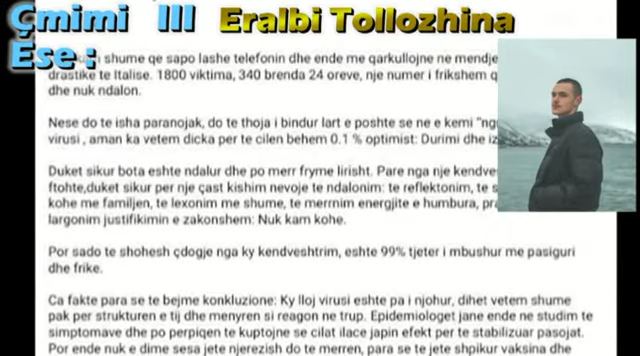 Çmimi III Eralbi Tollozhina
Ese :
shume qe sapo lashe telefonin dhe ende me qarkullojne ne mendje
drastike te Italise. 1800 viktima, 340 brenda 24 oreve, nje numer i frikshem q
dhe nuk ndalon.
Nese do te isha paranojak, do te thoja i bindur lart e poshte se ne e kemi "ng
virusi , aman ka vetem dicka per te cilen behem 0.1 % optimist: Durimi dhe iz
Duket sikur bota eshte ndalur dhe po merr fryme lirisht. Pare nga nje kendve
ftohte,duket sikur per nje çast kishim nevoje te ndalonim: te reflektonim, te s
kohe me familjen, te lexonim me shume, te merrnim energjite e humbura, pra
largonim justifikimin e zakonshem: Nuk kam kohe.
Por sado te shohesh çdogje nga ky kendveshtrim, eshte 99% tjeter i mbushur me pasiguri
dhe frike.
Ca fakte para se te bejme konkluzione: Ky lloj virusi eshte pa i njohur, dihet vetem shume
pak per strukturen e tij dhe menyren si reagon ne trup. Epidemiologet jane ende ne studim te
simptomave dhe po perpiqen te kuptojne se cilat ilace japin efekt per te stabilizuar pasojat.
Por ende nuk e dime sesa jete njerezish do te merren, para se te jete shpikur vaksina dhe